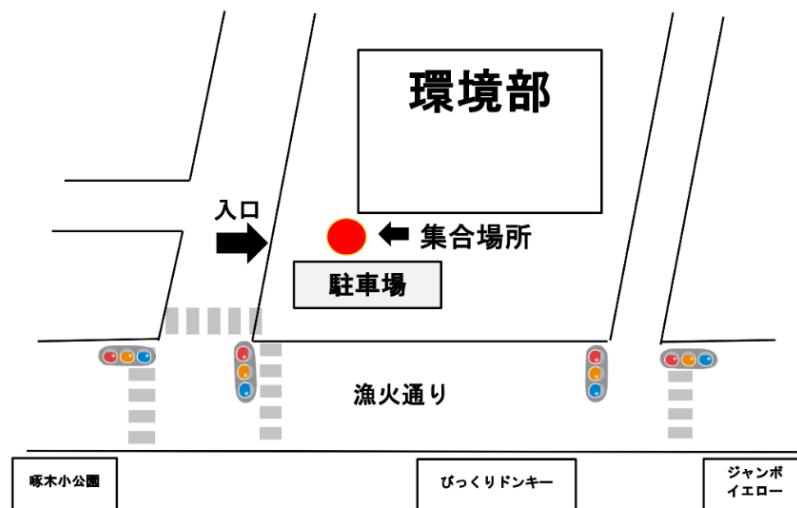 環境部
入口
集合場所
駐車場
漁火通り
啄木小公園
びっくりドンキー
ジャンボ
イエロー